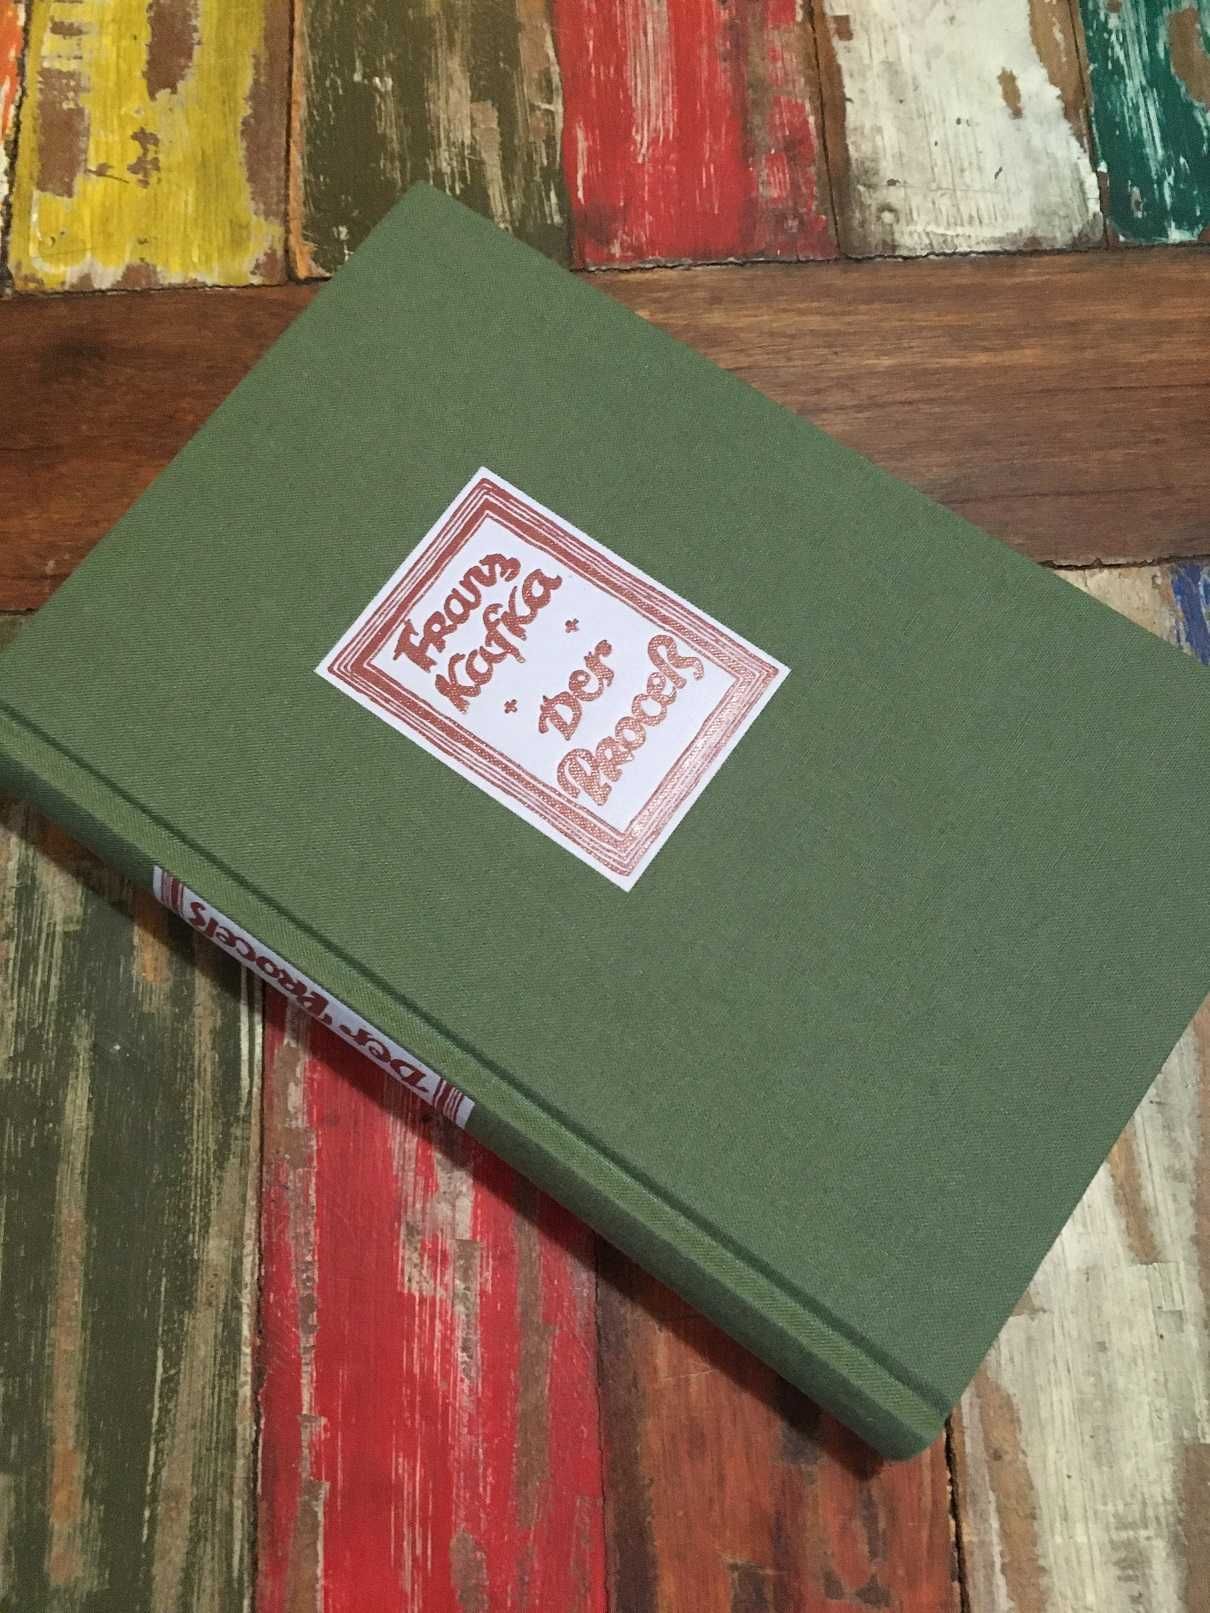 Franz
Kafka
+
+
Der
Proceß
Der Proceß